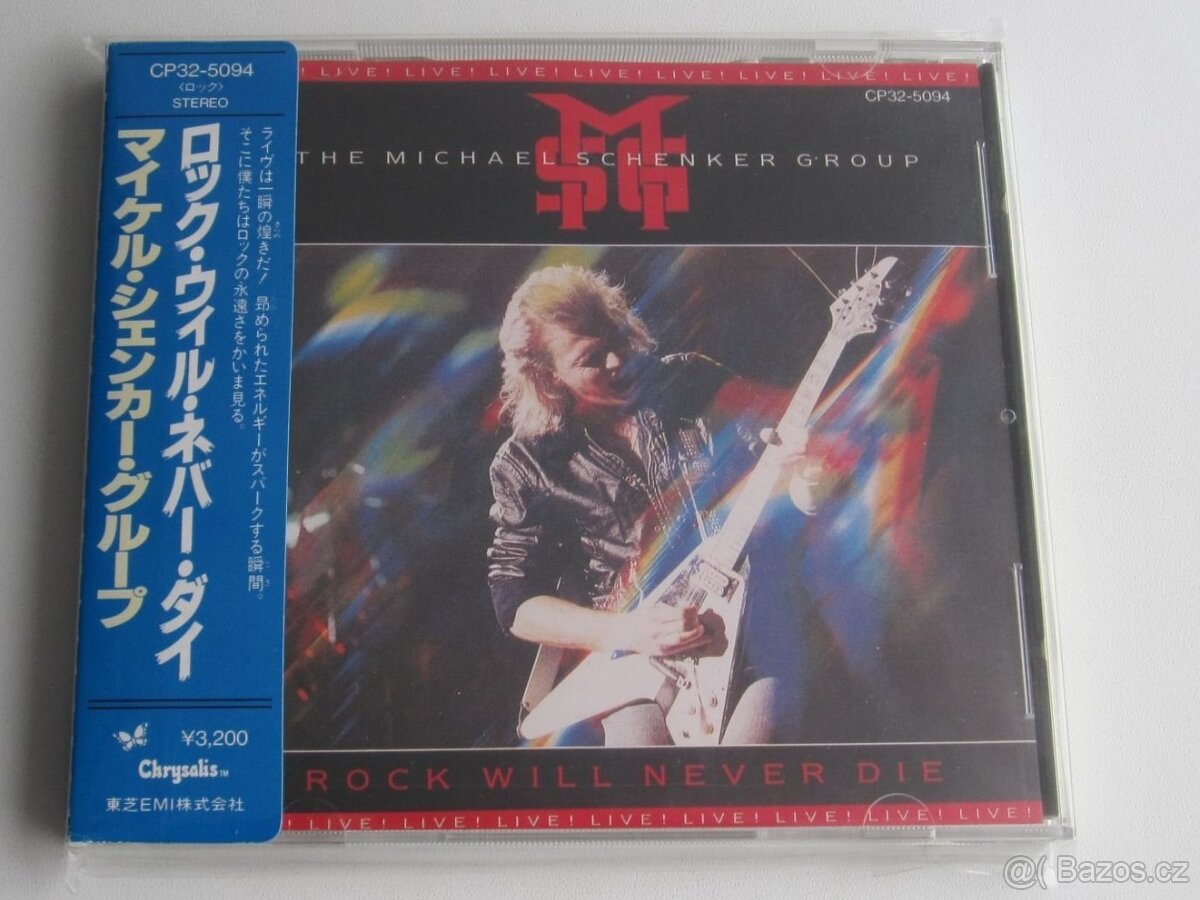 CP32-5094
〈ロック〉
STEREO
ライヴは一瞬の煌きだ! 昴められたエネルギーがスパークする瞬間。
そこに僕たちはロックの永遠さをかいま見る。
ロック・ウィル・ネバー・ダイ
マイケル・シェンカー・グループ
¥3,200
Chrysalis™
東芝EMI株式会社
! LIVE! LIVE! LIVE! LIVE! LIVE! LIVE! LIVE! LIVE!
CP32-5094
MSG
THE MICHAEL SCHENKER GROUP
ROCK WILL NEVER DIE
! LIVE! LIVE! LIVE! LIVE! LIVE! LIVE! LIVE! LIVE!
@( Bazos.cz